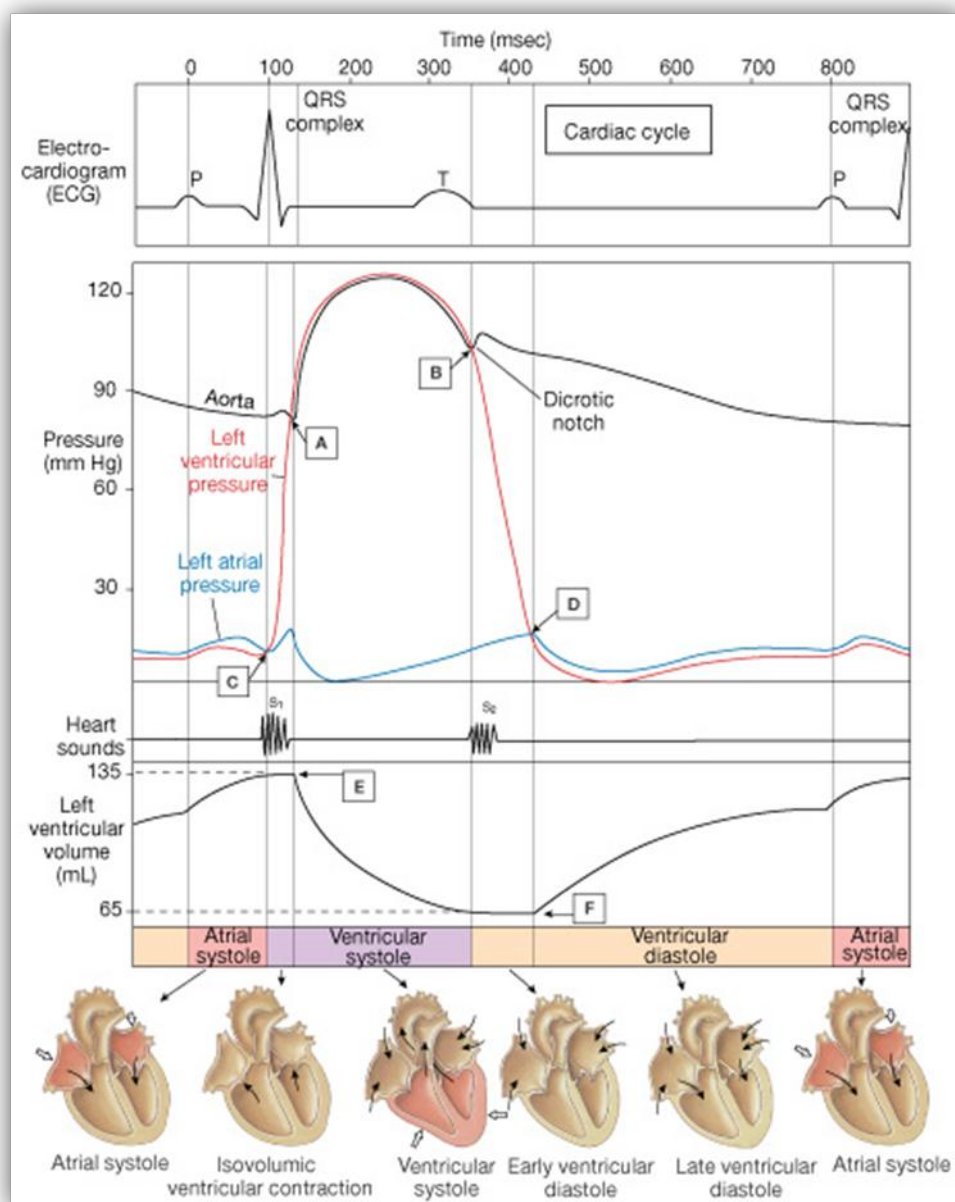 Time (msec)
0 100 200 300 400 500 600 700 800
QRS
complex
Cardiac cycle
QRS
complex
Electro-
cardiogram
(ECG)
P
T
P
120
90
Pressure
(mm Hg)
60
30
Aorta
A
B
Dicrotic
notch
Left
ventricular
pressure
Left atrial
pressure
D
C
Heart
sounds
S1
S2
135
Left
ventricular
volume
(mL)
65
E
F
Atrial
systole
Ventricular
systole
Ventricular
diastole
Atrial
systole
Atrial systole
Isovolumic
ventricular contraction
Ventricular
systole
Early ventricular
diastole
Late ventricular
diastole
Atrial systole